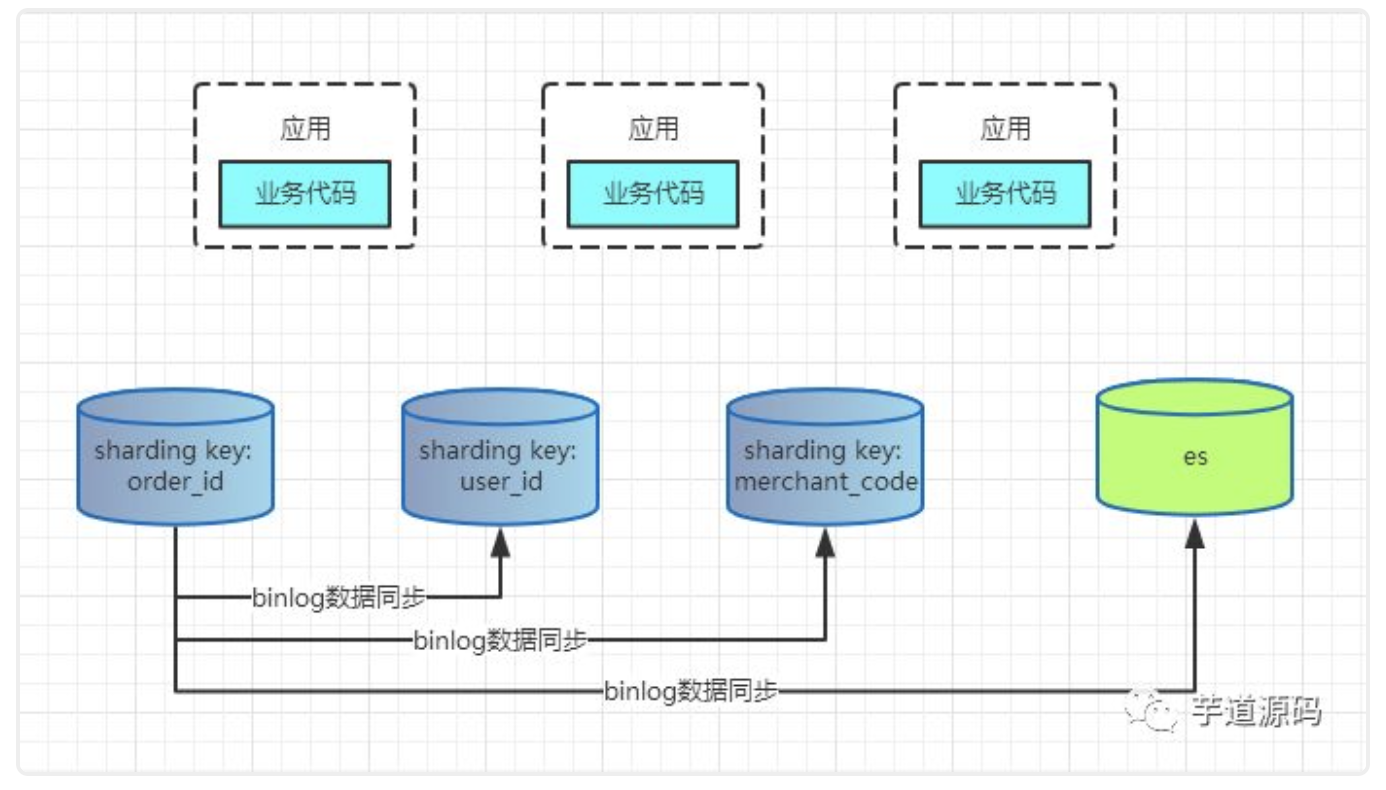 应用
业务代码
应用
业务代码
应用
业务代码
sharding key:
order_id
sharding key:
user_id
sharding key:
merchant_code
es
binlog数据同步
binlog数据同步
binlog数据同步
芋道源码